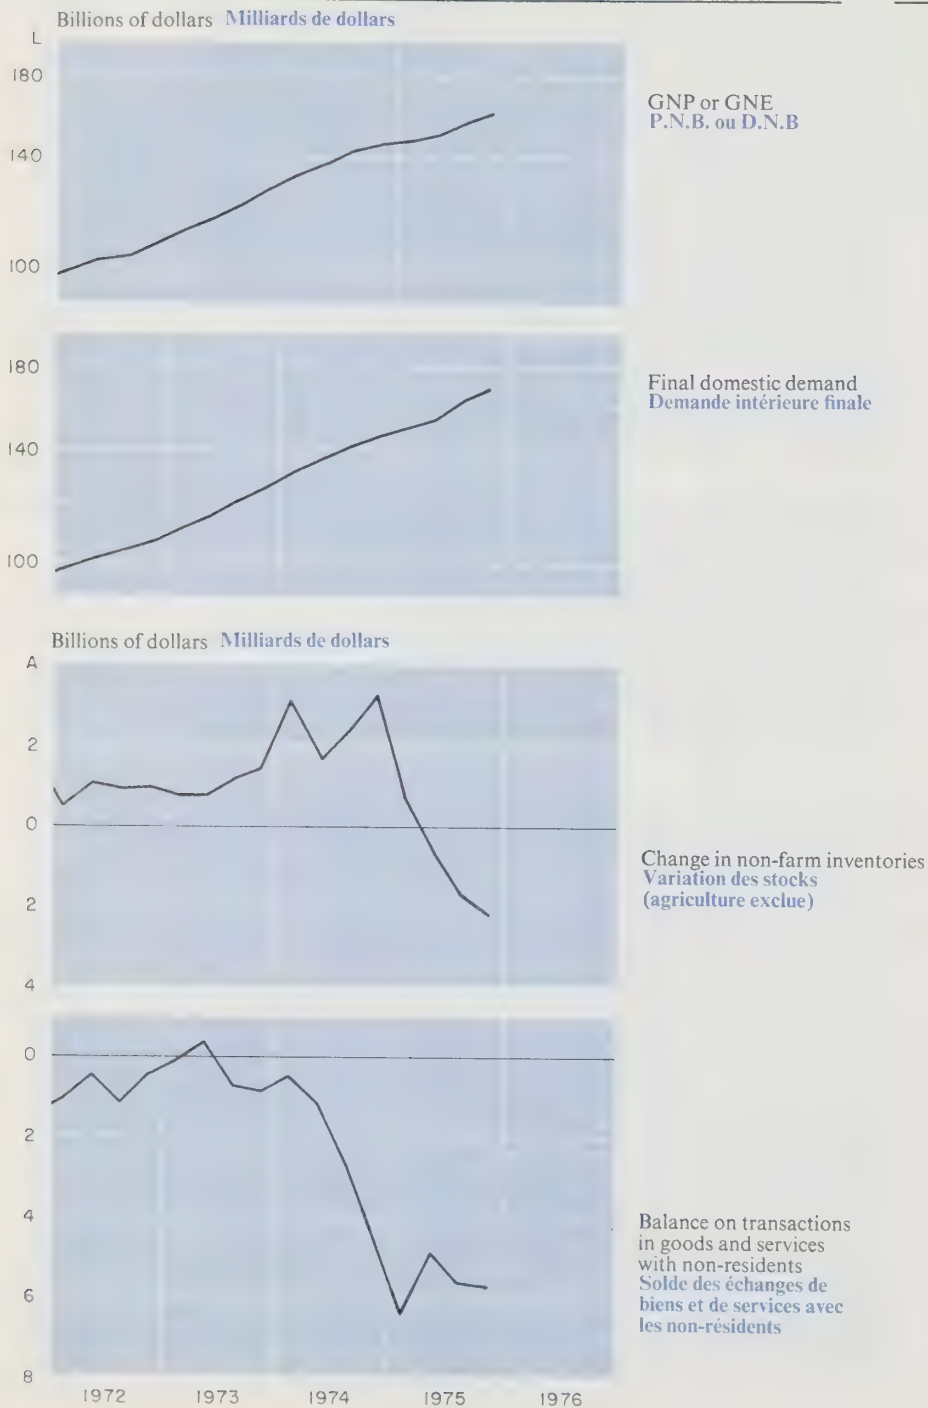 Billions of dollars Milliards de dollars
L
180
140
100
GNP or GNE
P.N.B. ou D.N.B
180
140
100
Final domestic demand
Demande intérieure finale
Billions of dollars Milliards de dollars
A
2
0
2
4
Change in non-farm inventories
Variation des stocks
(agriculture exclue)
0
2
4
6
8
Balance on transactions
in goods and services
with non-residents
Solde des échanges de
biens et de services avec
les non-résidents
1972 1973 1974 1975 1976